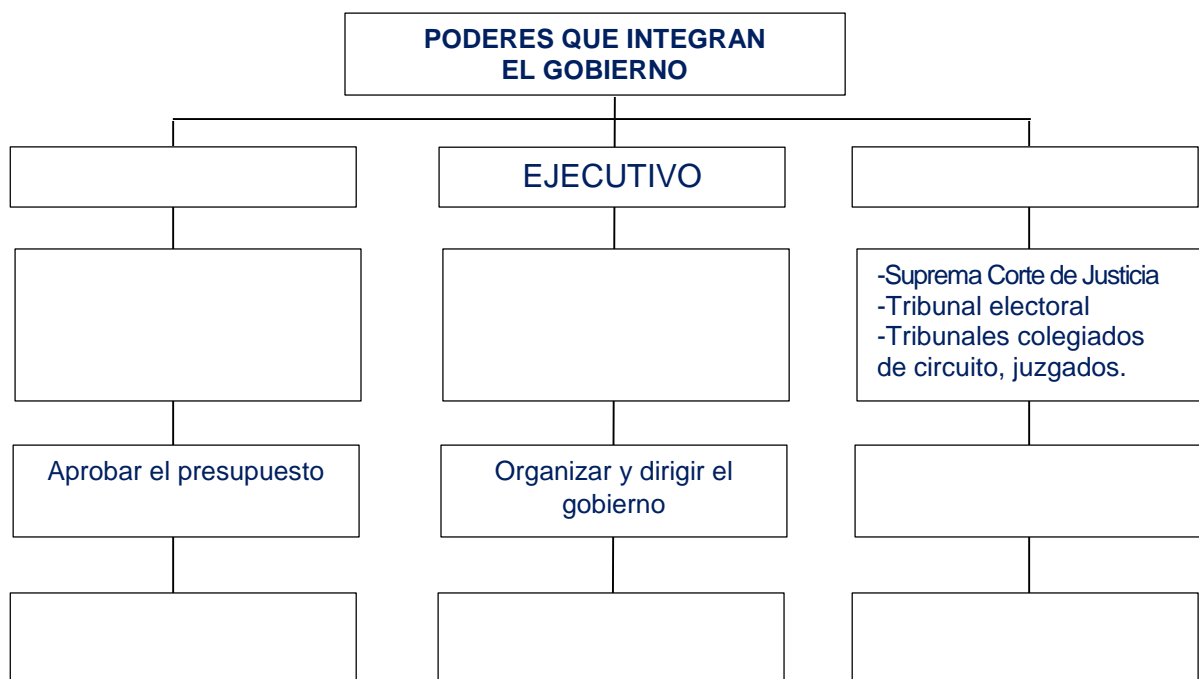 PODERES QUE INTEGRAN
EL GOBIERNO
EJECUTIVO
-Suprema Corte de Justicia
-Tribunal electoral
-Tribunales colegiados
de circuito, juzgados.
Aprobar el presupuesto
Organizar y dirigir el
gobierno